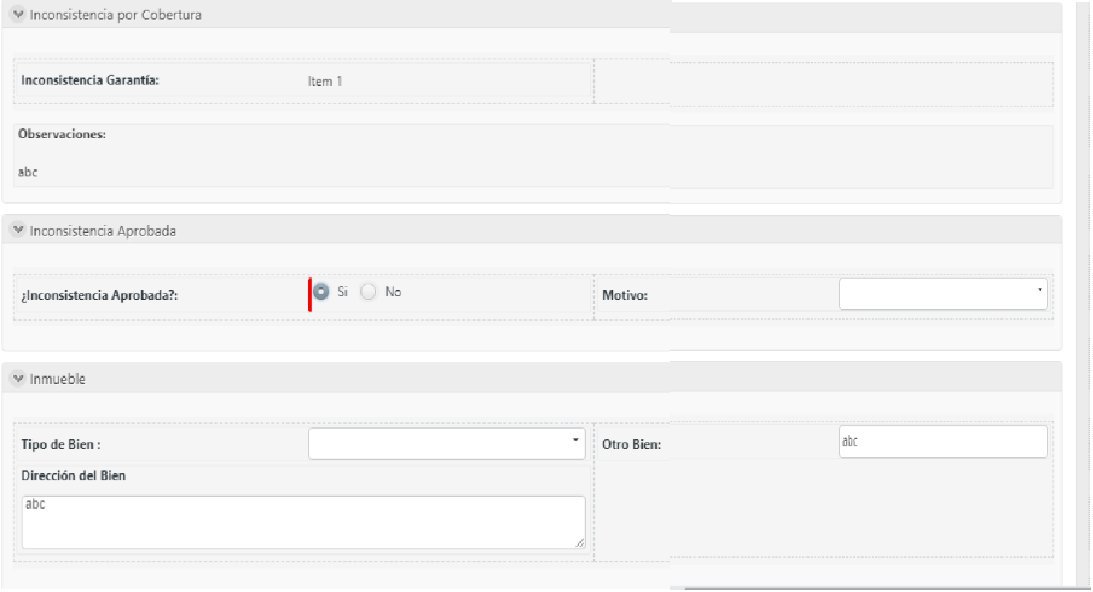 Inconsistencia por Cobertura
Inconsistencia Garantía: Item 1
Observaciones:
abc
Inconsistencia Aprobada
¿Inconsistencia Aprobada?: Si No Motivo:
Inmueble
Tipo de Bien : Otro Bien: abc
Dirección del Bien
abc